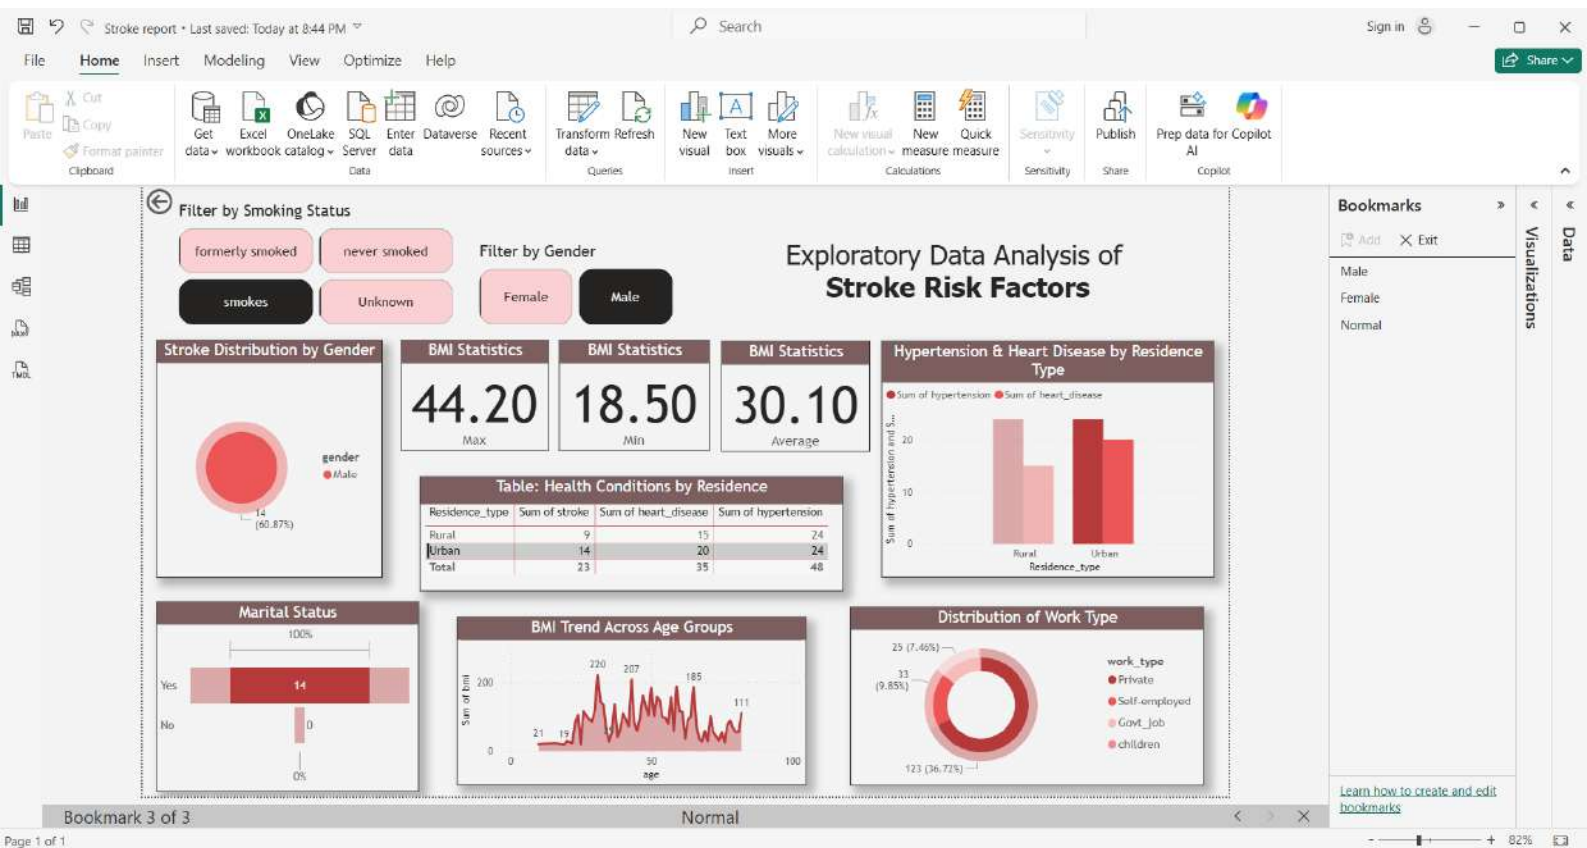 Stroke report • Last saved: Today at 8:44 PM
Search
Sign in
File Home Insert Modeling View Optimize Help
Share
Paste
Cut
Copy
Format painter
Clipboard
Get data
Excel workbook
OneLake catalog
SQL Server
Enter data
Dataverse
Recent sources
Data
Transform data
Refresh
Queries
New visual
Text box
More visuals
Insert
New visual calculation
New measure
Quick measure
Calculations
Sensitivity
Sensitivity
Publish
Share
Prep data for AI
Copilot
Copilot
Filter by Smoking Status
formerly smoked
never smoked
smokes
Unknown
Filter by Gender
Female
Male
Exploratory Data Analysis of
Stroke Risk Factors
Stroke Distribution by Gender
gender
Male
14
(60.87%)
BMI Statistics
44.20
Max
BMI Statistics
18.50
Min
BMI Statistics
30.10
Average
Hypertension & Heart Disease by Residence
Type
Sum of hypertension Sum of heart_disease
Sum of hypertension and S...
20
10
0
Rural Urban
Residence_type
Table: Health Conditions by Residence
Residence_type Sum of stroke Sum of heart_disease Sum of hypertension
Rural 9 15 24
Urban 14 20 24
Total 23 35 48
Marital Status
100%
Yes 14
No 0
0%
BMI Trend Across Age Groups
Sum of bmi
200
0
21 19 220 207 185 111
0 50 100
age
Distribution of Work Type
25 (7.46%)
33
(9.85%)
123 (36.72%)
work_type
Private
Self-employed
Govt_job
children
Bookmarks
Add Exit
Male
Female
Normal
Learn how to create and edit
bookmarks
Visualizations
Data
Bookmark 3 of 3
Normal
Page 1 of 1
- + 82%